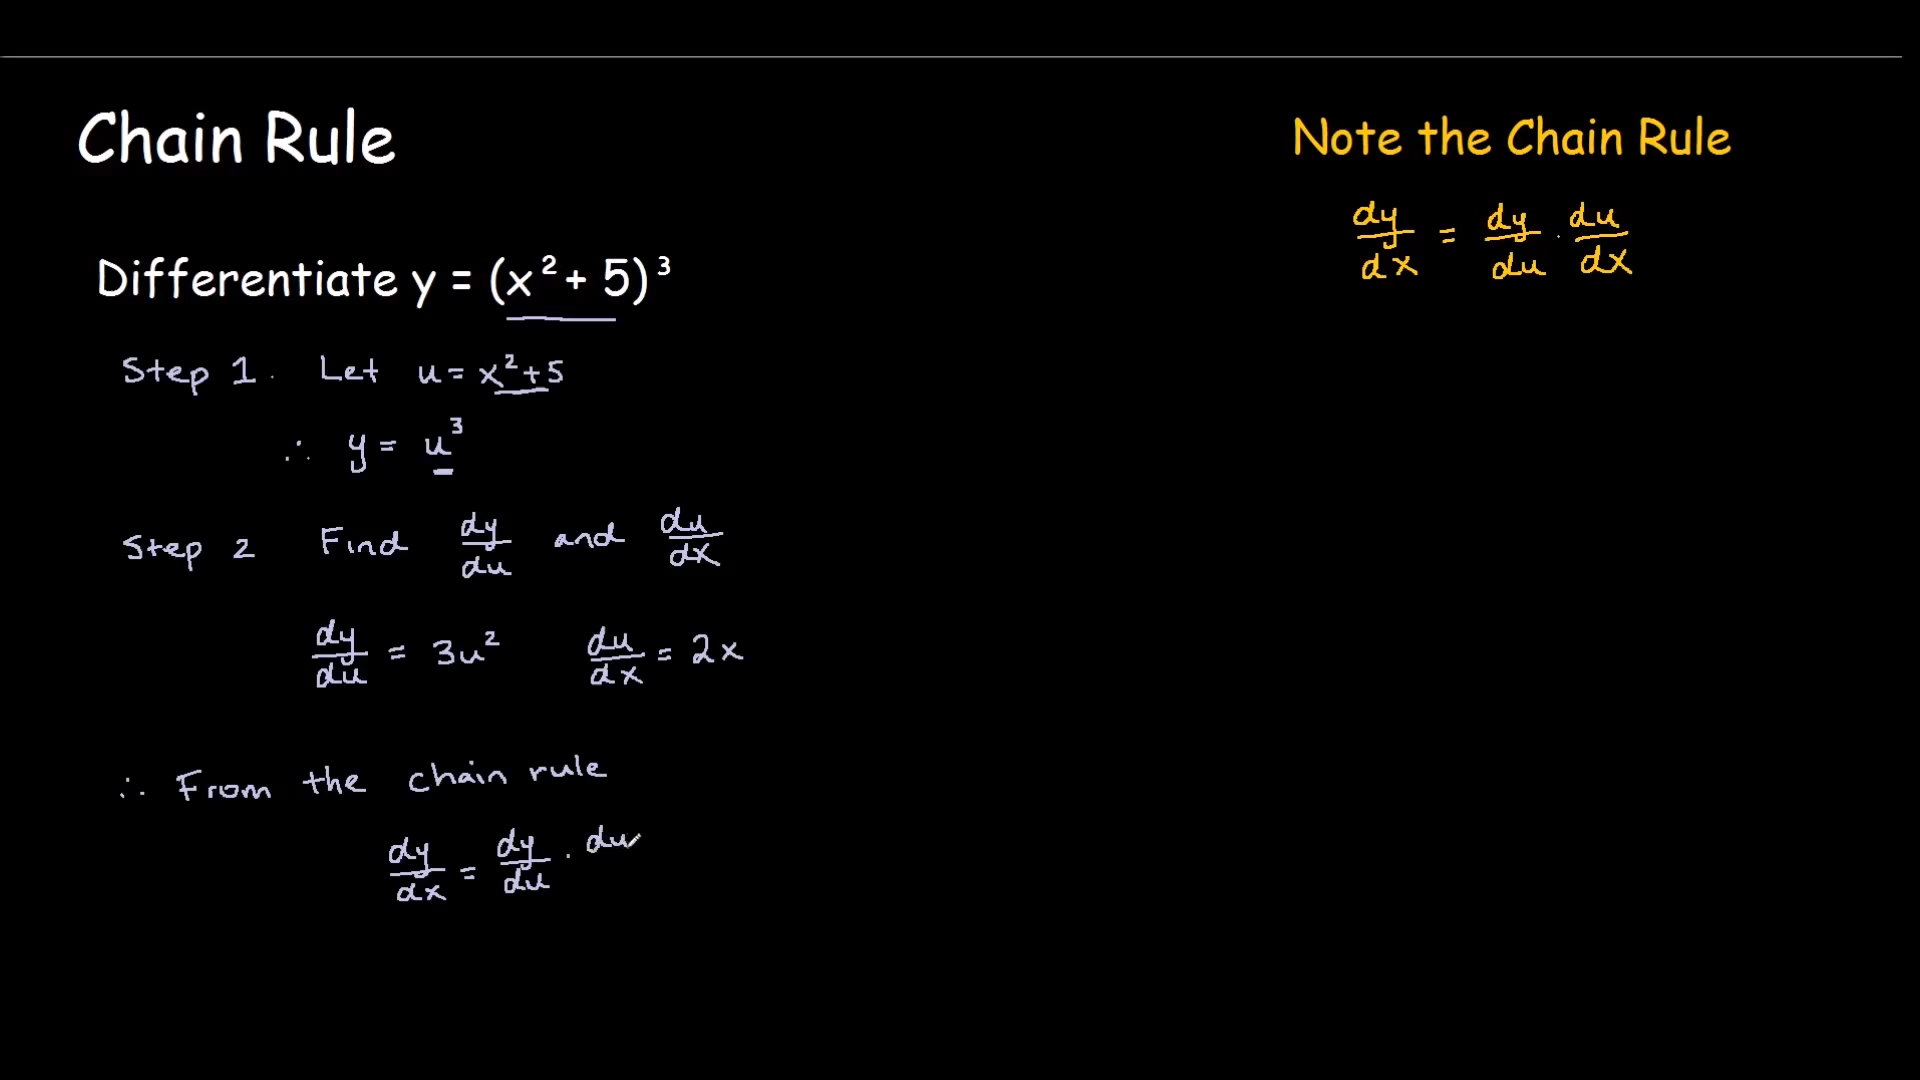 Chain Rule
Note the Chain Rule
dy/dx = dy/du · du/dx
Differentiate y = (x² + 5)³
Step 1. Let u = x² + 5
∴ y = u³
Step 2 Find dy/du and du/dx
dy/du = 3u² du/dx = 2x
∴ From the chain rule
dy/dx = dy/du · du